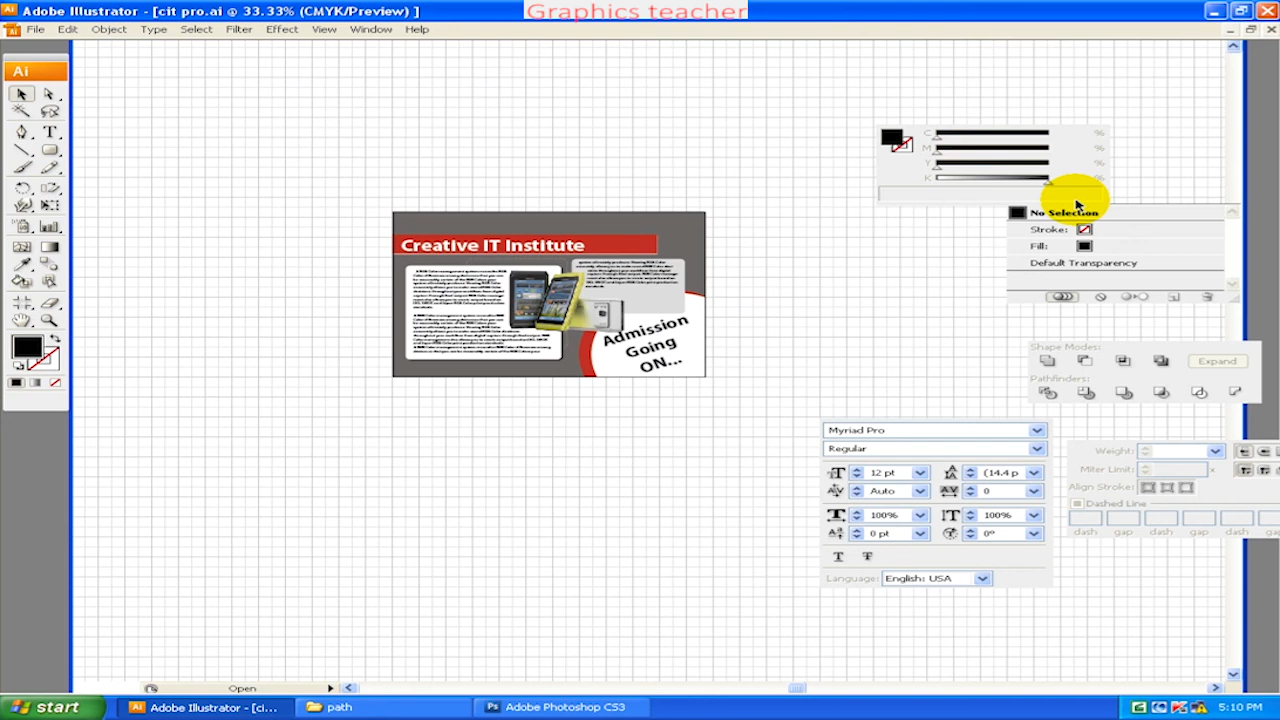 Adobe Illustrator - [cit pro.ai @ 33.33% (CMYK/Preview) ]
Graphics teacher
File Edit Object Type Select Filter Effect View Window Help
Ai
C %
M %
Y %
K %
No Selection
Stroke:
Fill:
Default Transparency
Creative IT Institute
Admission
Going
ON...
Shape Modes:
Expand
Pathfinders:
Myriad Pro
Regular
12 pt (14.4 p
Auto 0
100% 100%
0 pt 0°
Language: English: USA
Weight:
Miter Limit: x
Align Stroke:
Dashed Line
dash gap dash gap dash gap
Open
start Adobe Illustrator - [ci... path Adobe Photoshop CS3 5:10 PM